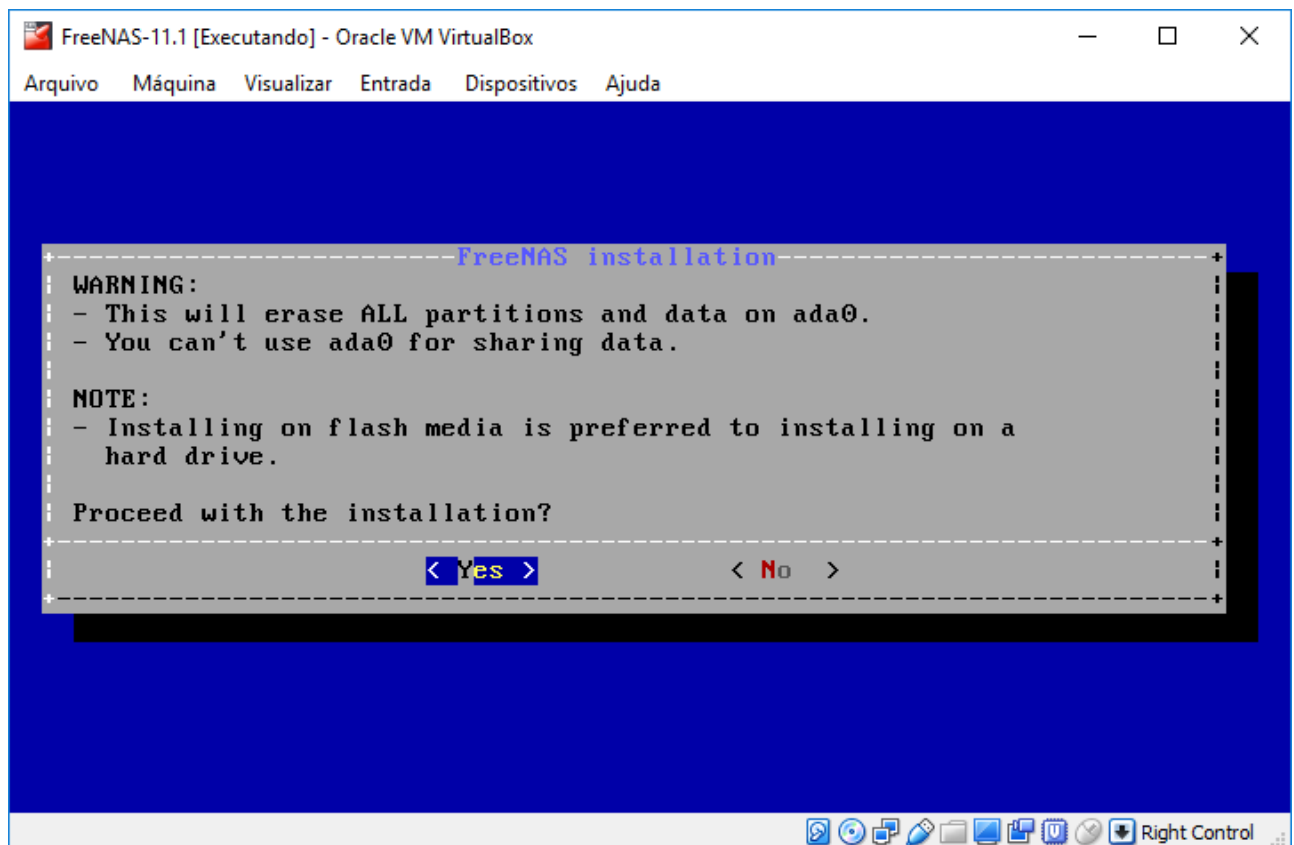 FreeNAS-11.1 [Executando] - Oracle VM VirtualBox
Arquivo Máquina Visualizar Entrada Dispositivos Ajuda
FreeNAS installation
WARNING:
- This will erase ALL partitions and data on ada0.
- You can't use ada0 for sharing data.
NOTE:
- Installing on flash media is preferred to installing on a
hard drive.
Proceed with the installation?
< Yes > < No >
Right Control